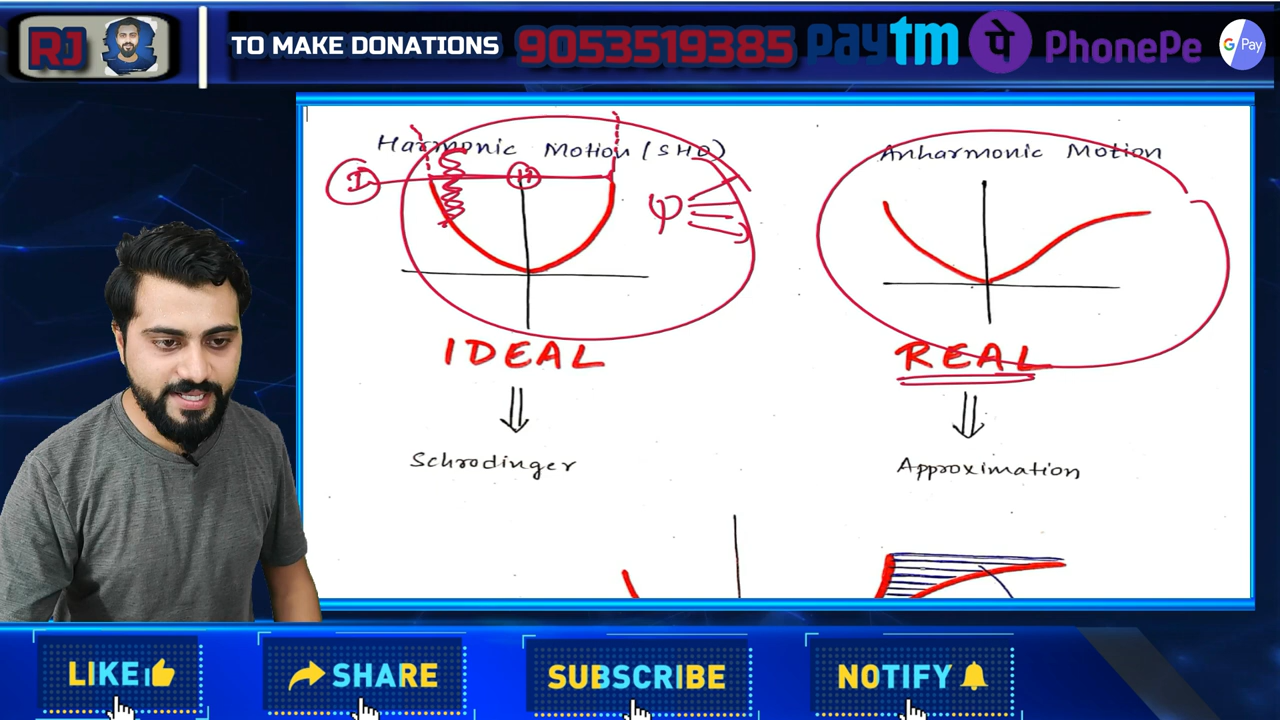 RJ TO MAKE DONATIONS 9053519385 paytm पे PhonePe G Pay
Harmonic Motion (SHO) Anharmonic Motion
IDEAL REAL
Schrodinger Approximation
LIKE SHARE SUBSCRIBE NOTIFY